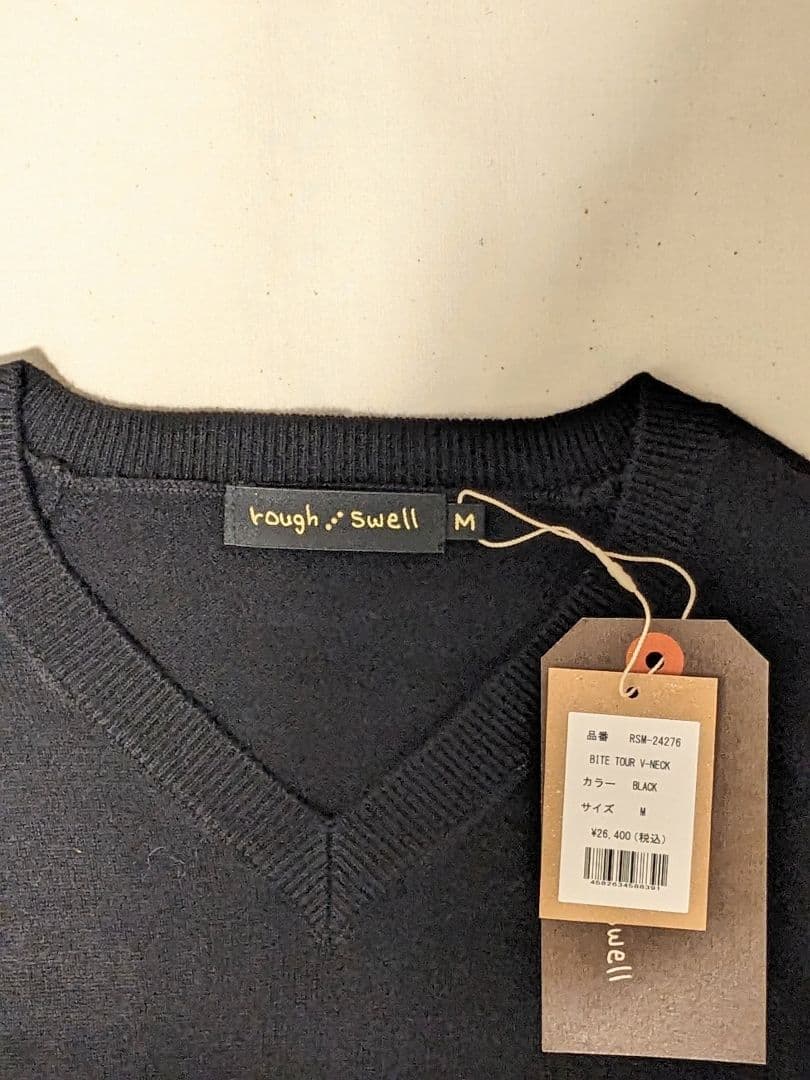 rough swell
M
品番 RSM-24276
BITE TOUR V-NECK
カラー BLACK
サイズ M
¥26,400(税込)
4582634588391
well